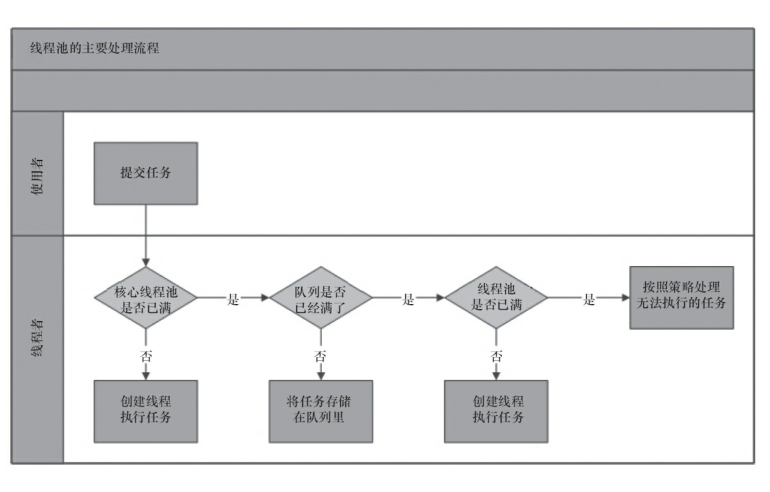 线程池的主要处理流程
使用者
提交任务
线程者
核心线程池
是否已满
是
队列是否
已经满了
是
线程池
是否已满
是
按照策略处理
无法执行的任务
否
否
否
创建线程
执行任务
将任务存储
在队列里
创建线程
执行任务